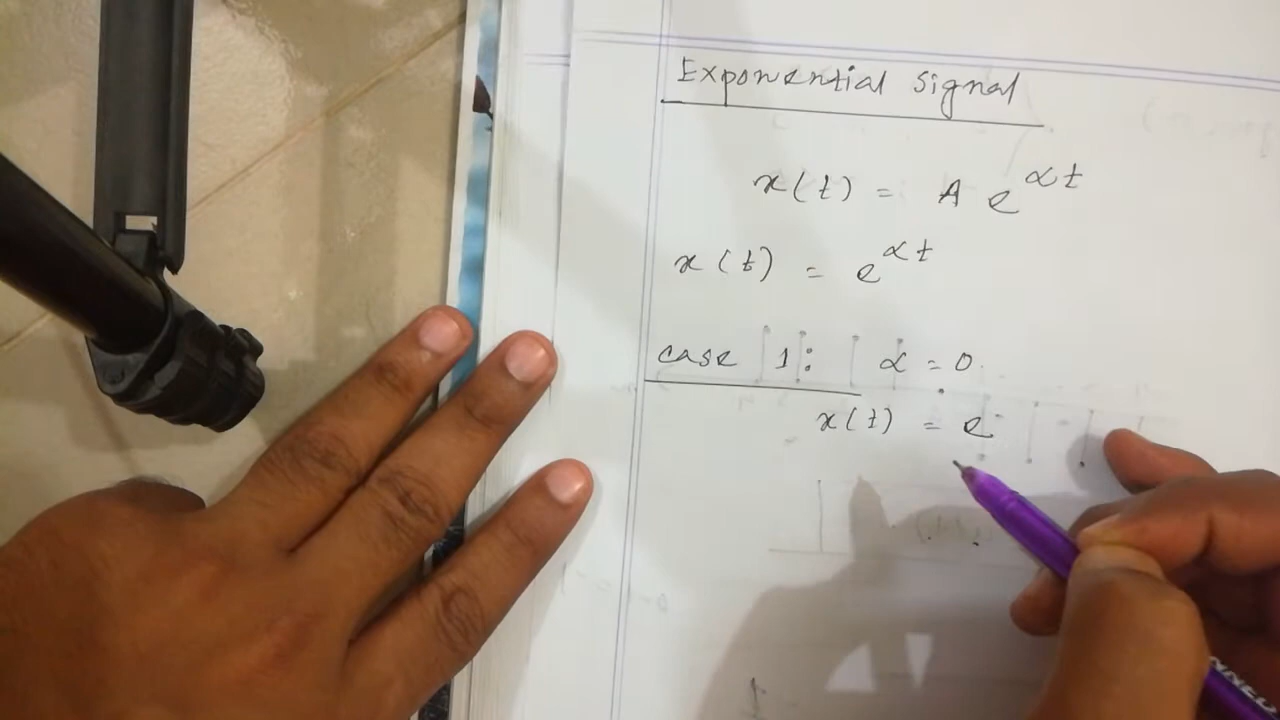 Exponential Signal
x(t) = A e^αt
x(t) = e^αt
case 1: α = 0.
x(t) = e